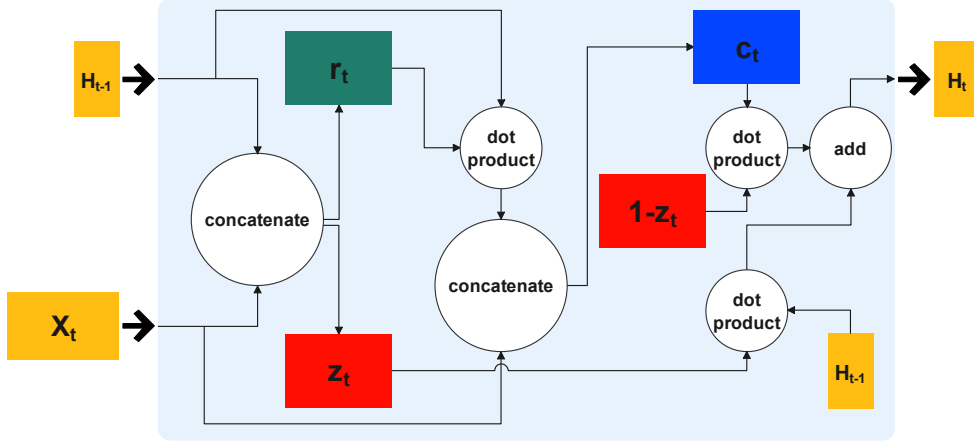 H_{t-1}
r_t
c_t
H_t
dot
product
dot
product
add
concatenate
1-z_t
concatenate
X_t
dot
product
z_t
H_{t-1}